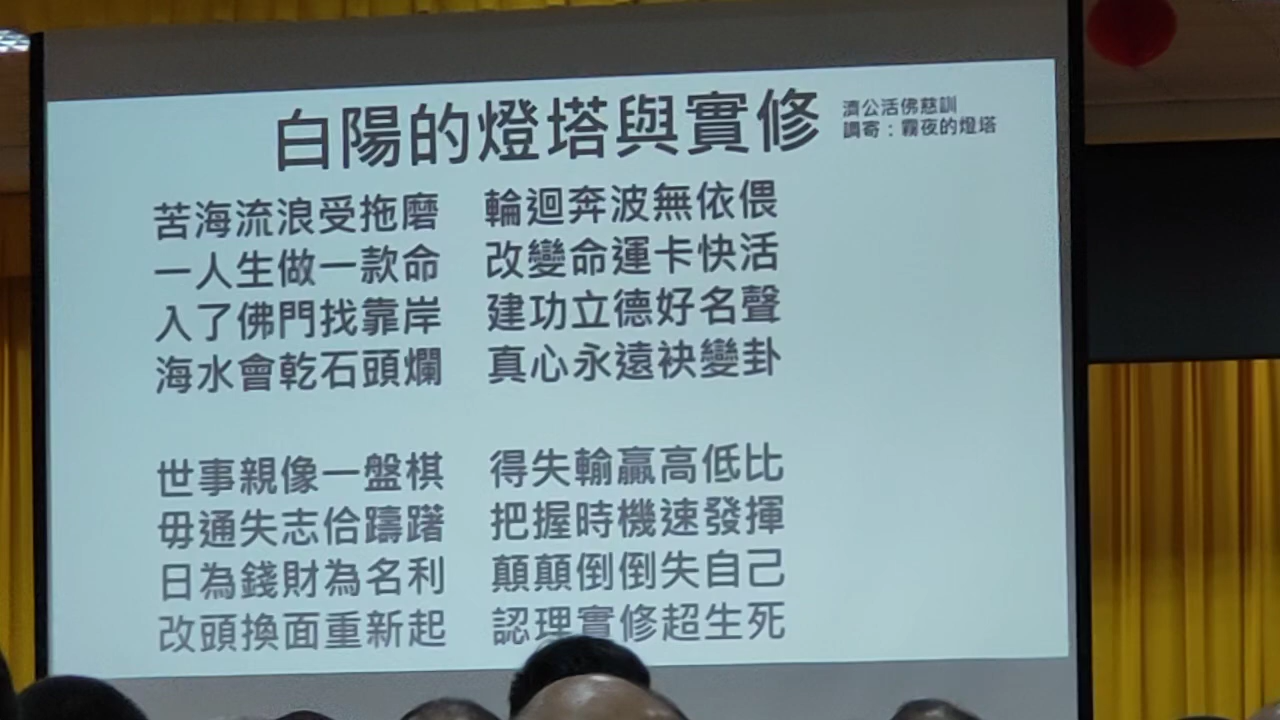 白陽的燈塔與實修
濟公活佛慈訓
調寄：霧夜的燈塔
苦海流浪受拖磨　輪迴奔波無依偎
一人生做一款命　改變命運卡快活
入了佛門找靠岸　建功立德好名聲
海水會乾石頭爛　真心永遠袂變卦
世事親像一盤棋　得失輸贏高低比
毋通失志佮躊躇　把握時機速發揮
日為錢財為名利　顛顛倒倒失自己
改頭換面重新起　認理實修超生死